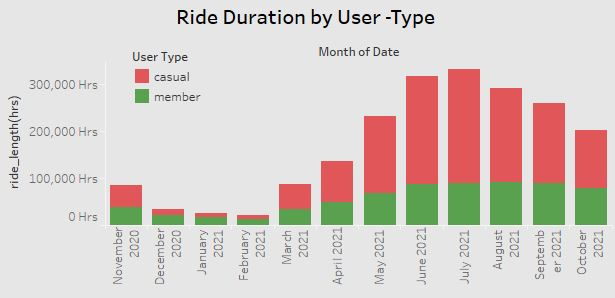 Ride Duration by User -Type
Month of Date
User Type
casual
member
ride_length(hrs)
300,000 Hrs
200,000 Hrs
100,000 Hrs
0 Hrs
November
2020
December
2020
January
2021
February
2021
March
2021
April 2021
May 2021
June 2021
July 2021
August
2021
Septemb
er 2021
October
2021